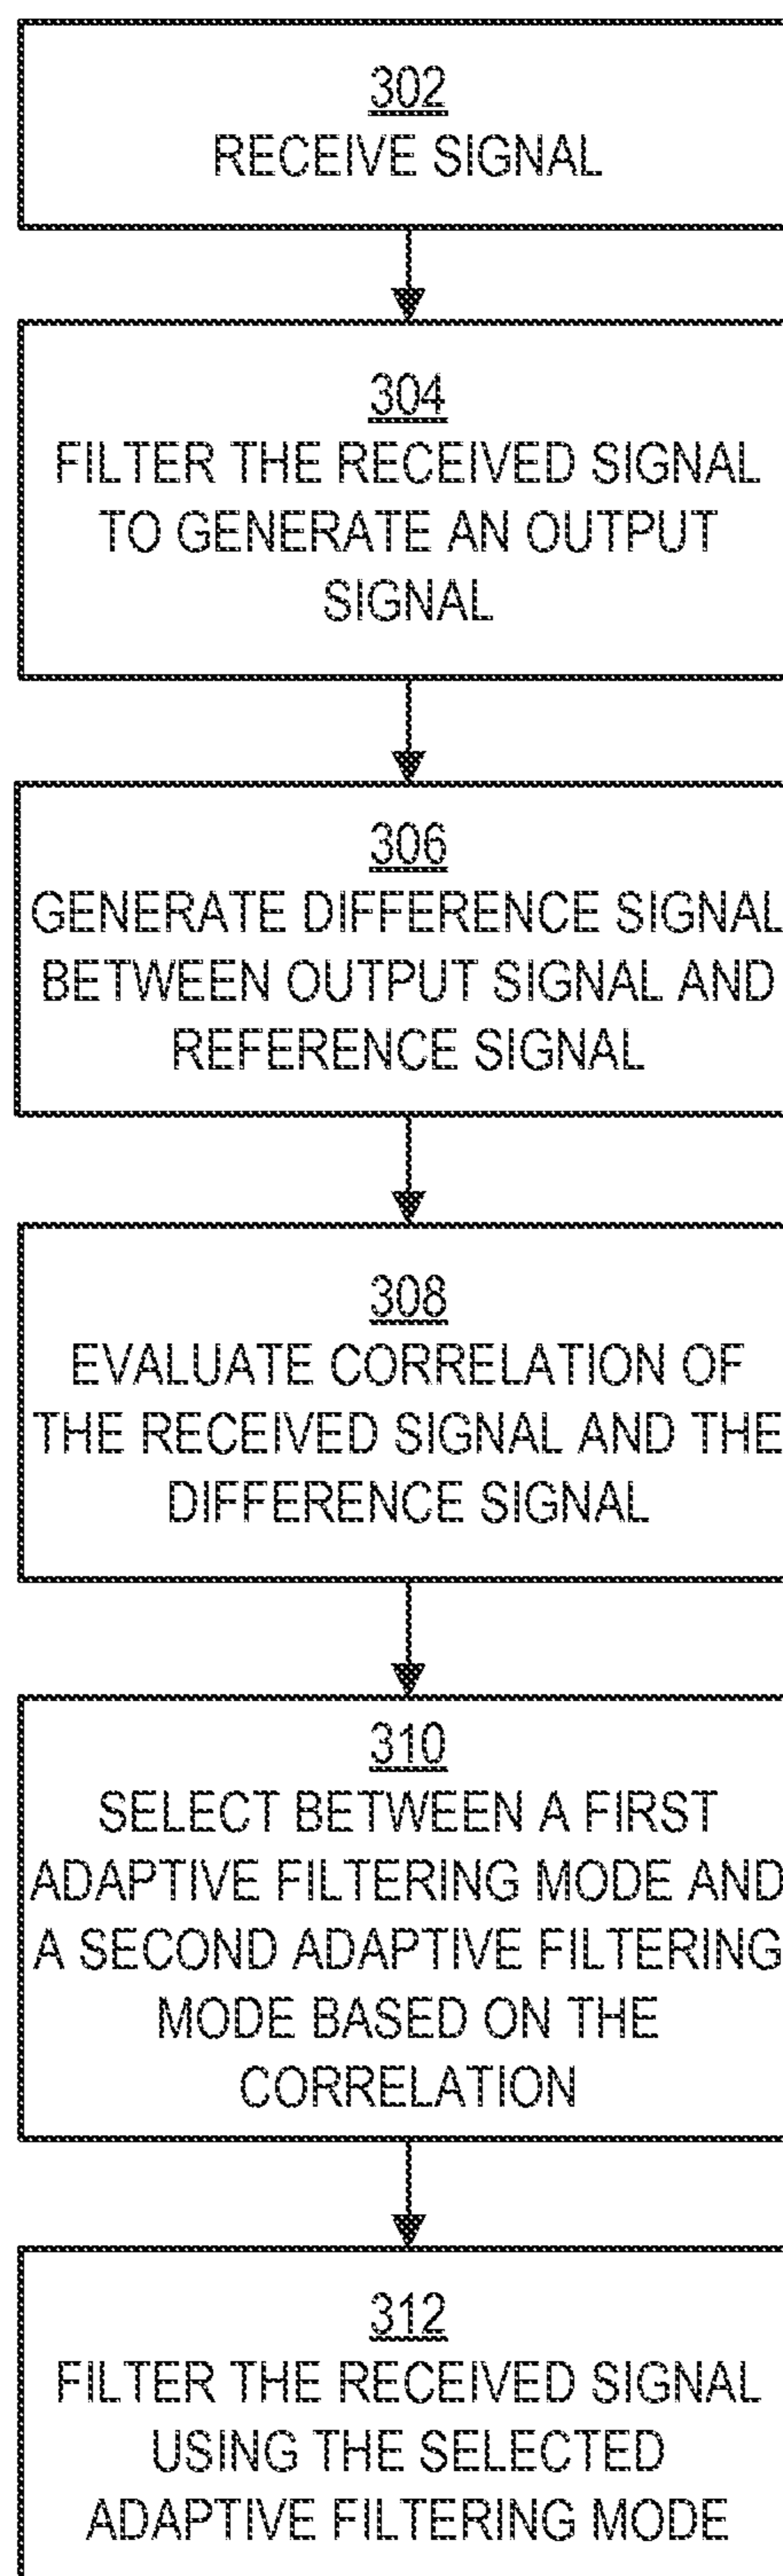 302
RECEIVE SIGNAL
304
FILTER THE RECEIVED SIGNAL
TO GENERATE AN OUTPUT
SIGNAL
306
GENERATE DIFFERENCE SIGNAL
BETWEEN OUTPUT SIGNAL AND
REFERENCE SIGNAL
308
EVALUATE CORRELATION OF
THE RECEIVED SIGNAL AND THE
DIFFERENCE SIGNAL
310
SELECT BETWEEN A FIRST
ADAPTIVE FILTERING MODE AND
A SECOND ADAPTIVE FILTERING
MODE BASED ON THE
CORRELATION
312
FILTER THE RECEIVED SIGNAL
USING THE SELECTED
ADAPTIVE FILTERING MODE